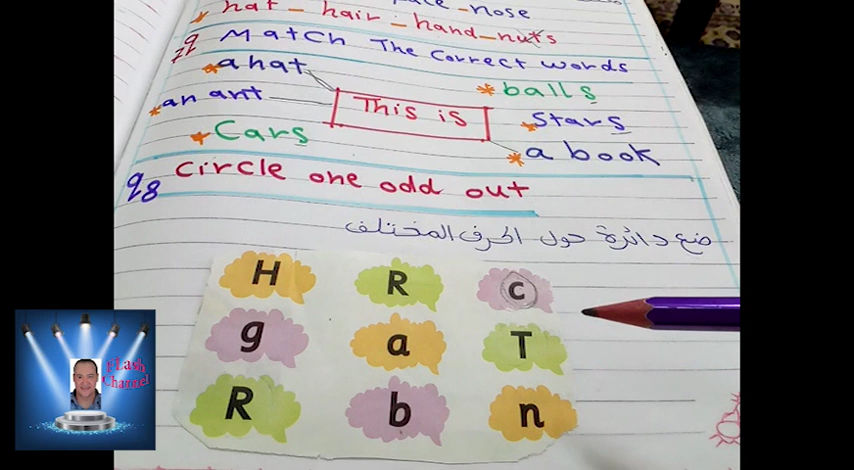 nose
hat - hair - hand - nuts
Match The Correct words
*a hat
*balls
*an ant
This is
*Stars
*Cars
*a book
q8 Circle one odd out
ضع دائرة حول الحرف المختلف
H R c
g a T
R b n
Flash
Channel